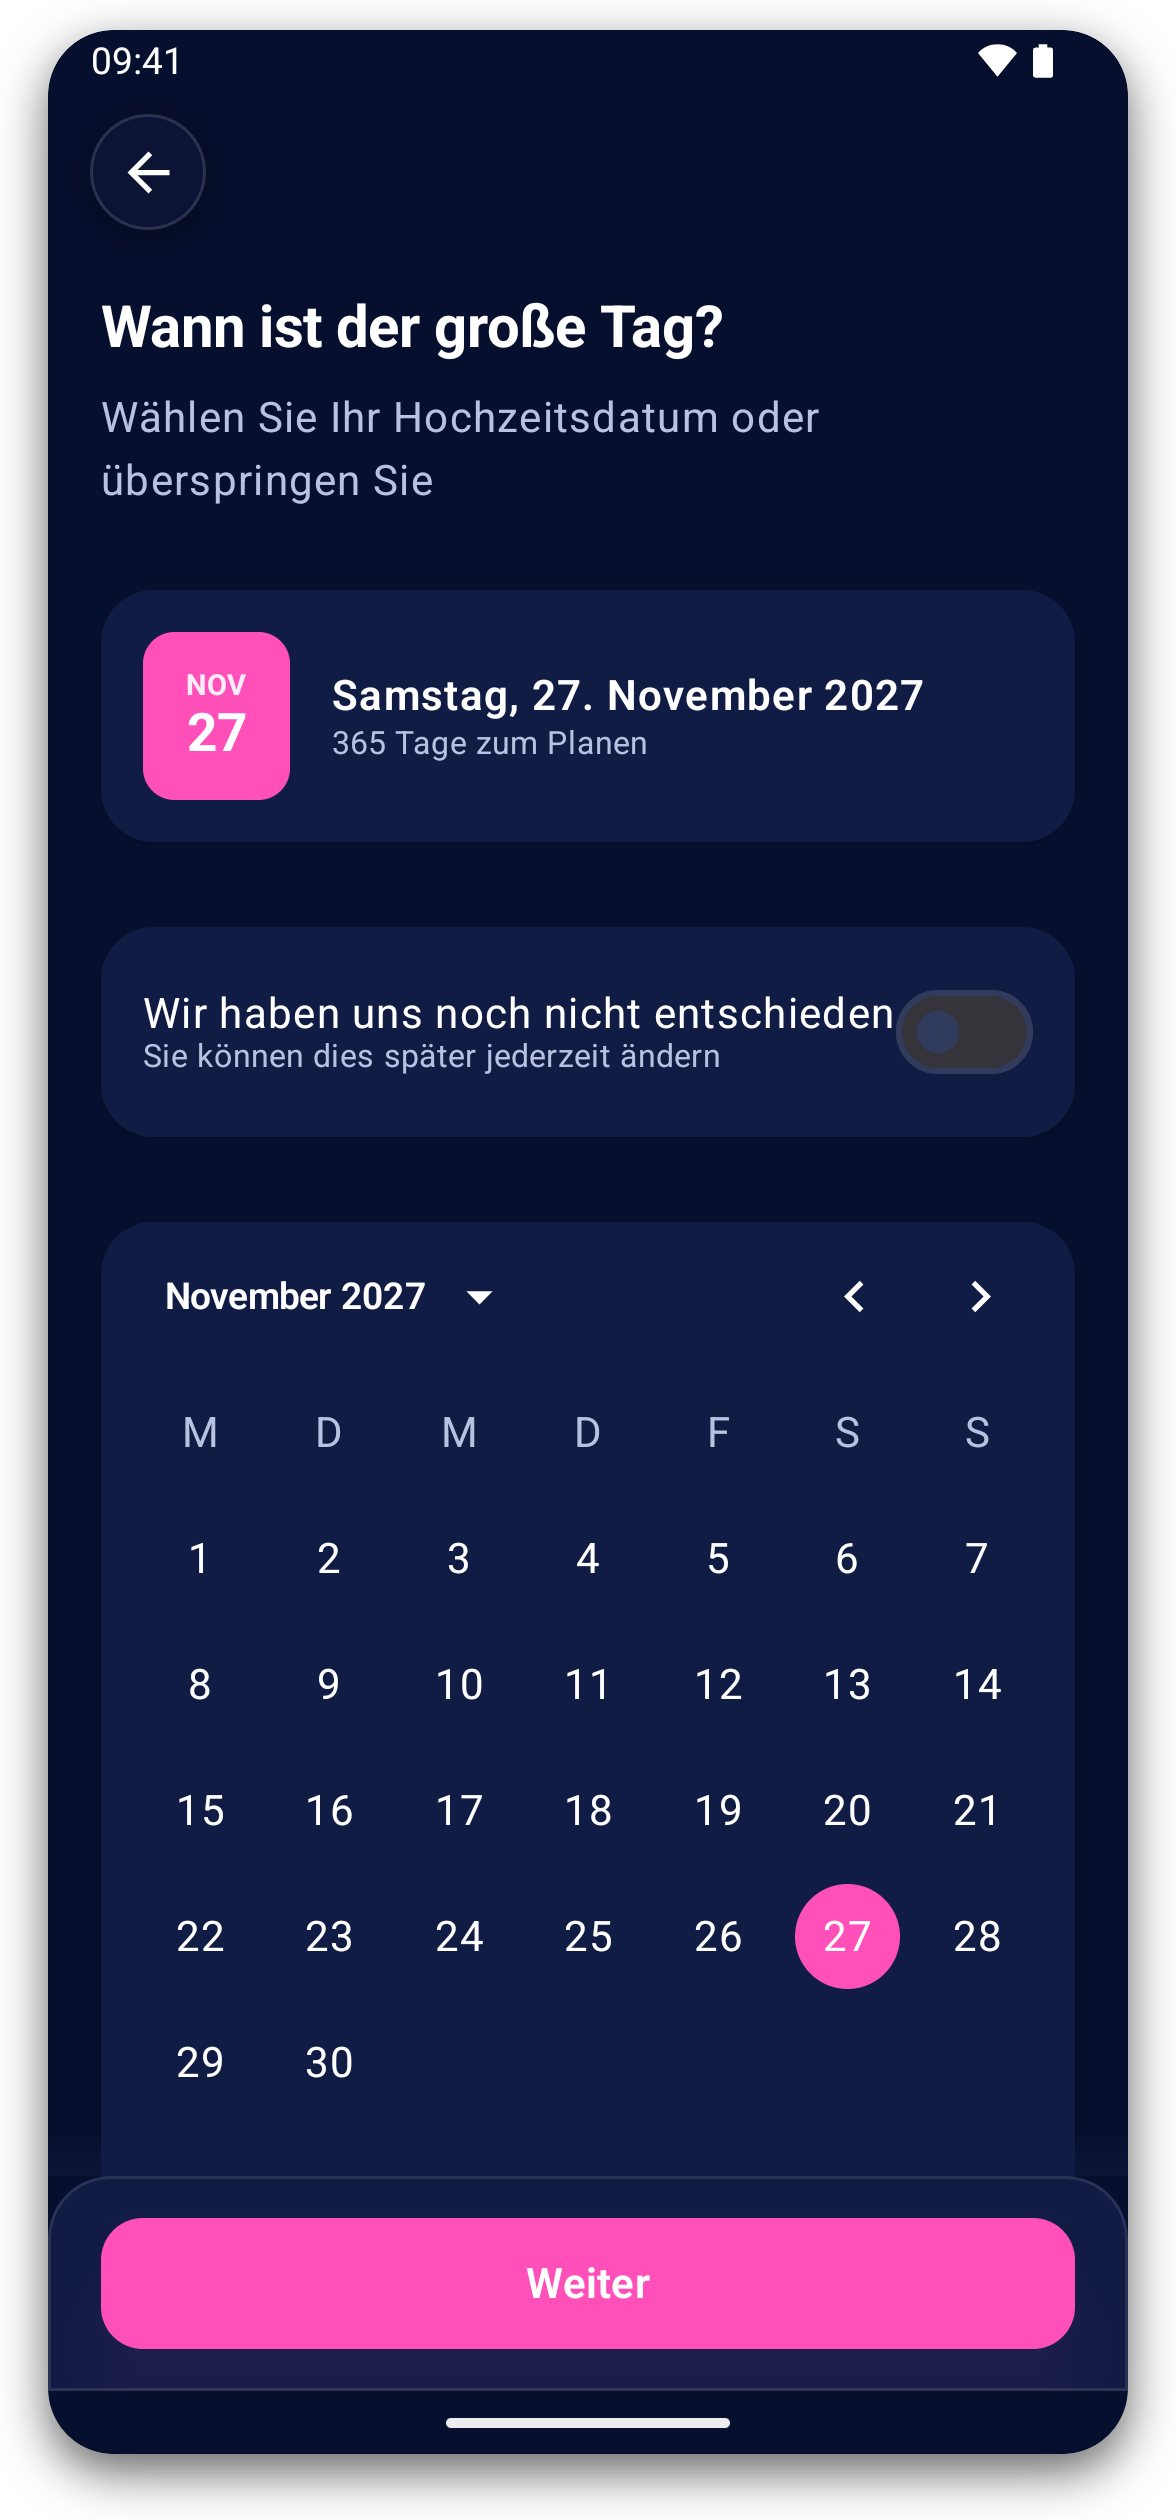 09:41
Wann ist der große Tag?
Wählen Sie Ihr Hochzeitsdatum oder
überspringen Sie
NOV
27
Samstag, 27. November 2027
365 Tage zum Planen
Wir haben uns noch nicht entschieden
Sie können dies später jederzeit ändern
November 2027
M D M D F S S
1 2 3 4 5 6 7
8 9 10 11 12 13 14
15 16 17 18 19 20 21
22 23 24 25 26 27 28
29 30
Weiter